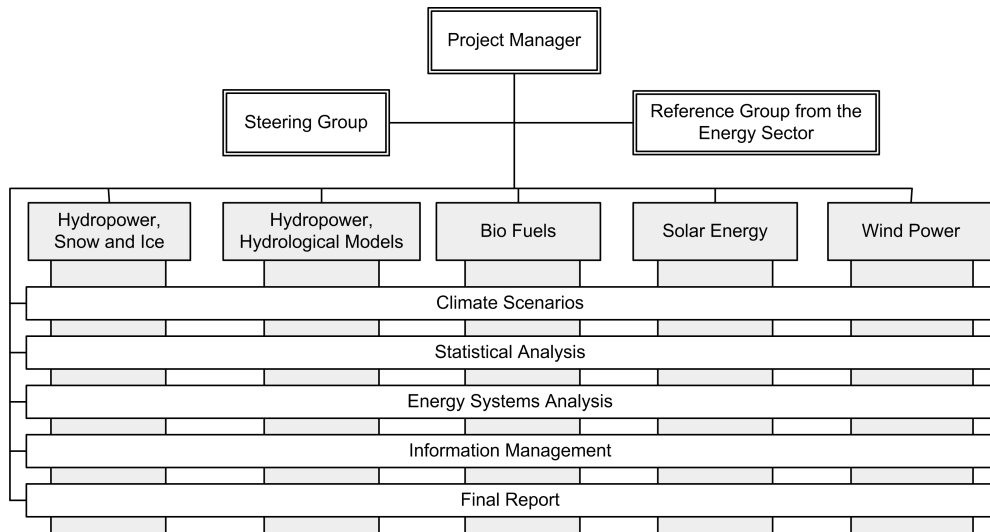 Project Manager
Steering Group
Reference Group from the
Energy Sector
Hydropower,
Snow and Ice
Hydropower,
Hydrological Models
Bio Fuels
Solar Energy
Wind Power
Climate Scenarios
Statistical Analysis
Energy Systems Analysis
Information Management
Final Report